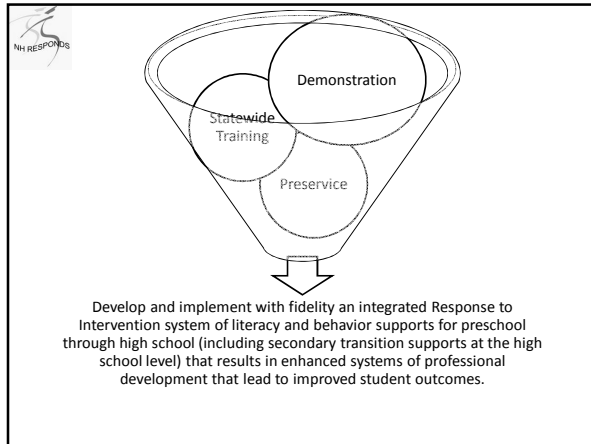 NH RESPONDS
Demonstration
Statewide
Training
Preservice
Develop and implement with fidelity an integrated Response to
Intervention system of literacy and behavior supports for preschool
through high school (including secondary transition supports at the high
school level) that results in enhanced systems of professional
development that lead to improved student outcomes.